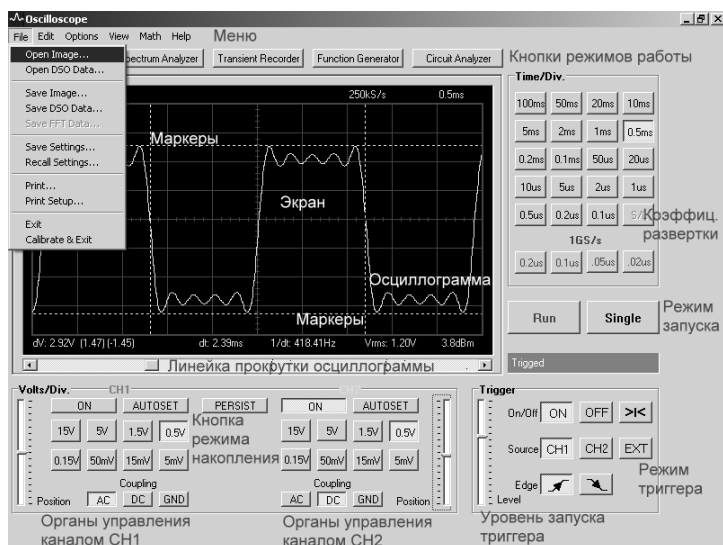 Oscilloscope
File Edit Options View Math Help Меню
Open Image...
Open DSO Data...
Save Image...
Save DSO Data...
Save FFT Data...
Save Settings...
Recall Settings...
Print...
Print Setup...
Exit
Calibrate & Exit
Spectrum Analyzer Transient Recorder Function Generator Circuit Analyzer Кнопки режимов работы
250kS/s 0.5ms
Маркеры
Экран
Осциллограмма
Маркеры
dV: 2.92V (1.47)(-1.45) dt: 2.39ms 1/dt: 418.41Hz Vrms: 1.20V 3.8dBm
Линейка прокрутки осциллограммы
Time/Div.
100ms 50ms 20ms 10ms
5ms 2ms 1ms 0.5ms
0.2ms 0.1ms 50us 20us
10us 5us 2us 1us
0.5us 0.2us 0.1us Коэффиц.
развертки
1GS/s
0.2us 0.1us .05us .02us
Run Single Режим
запуска
Trigged
Volts/Div. CH1 CH2
ON AUTOSET PERSIST ON AUTOSET
15V 5V 1.5V 0.5V Кнопка 15V 5V 1.5V 0.5V
режима
0.15V 50mV 15mV 5mV накопления 0.15V 50mV 15mV 5mV
Coupling Coupling
Position AC DC GND AC DC GND Position
Органы управления
каналом CH1
Органы управления
каналом CH2
Trigger
On/Off ON OFF >I<
Source CH1 CH2 EXT
Режим
триггера
Edge
Level
Уровень запуска
триггера